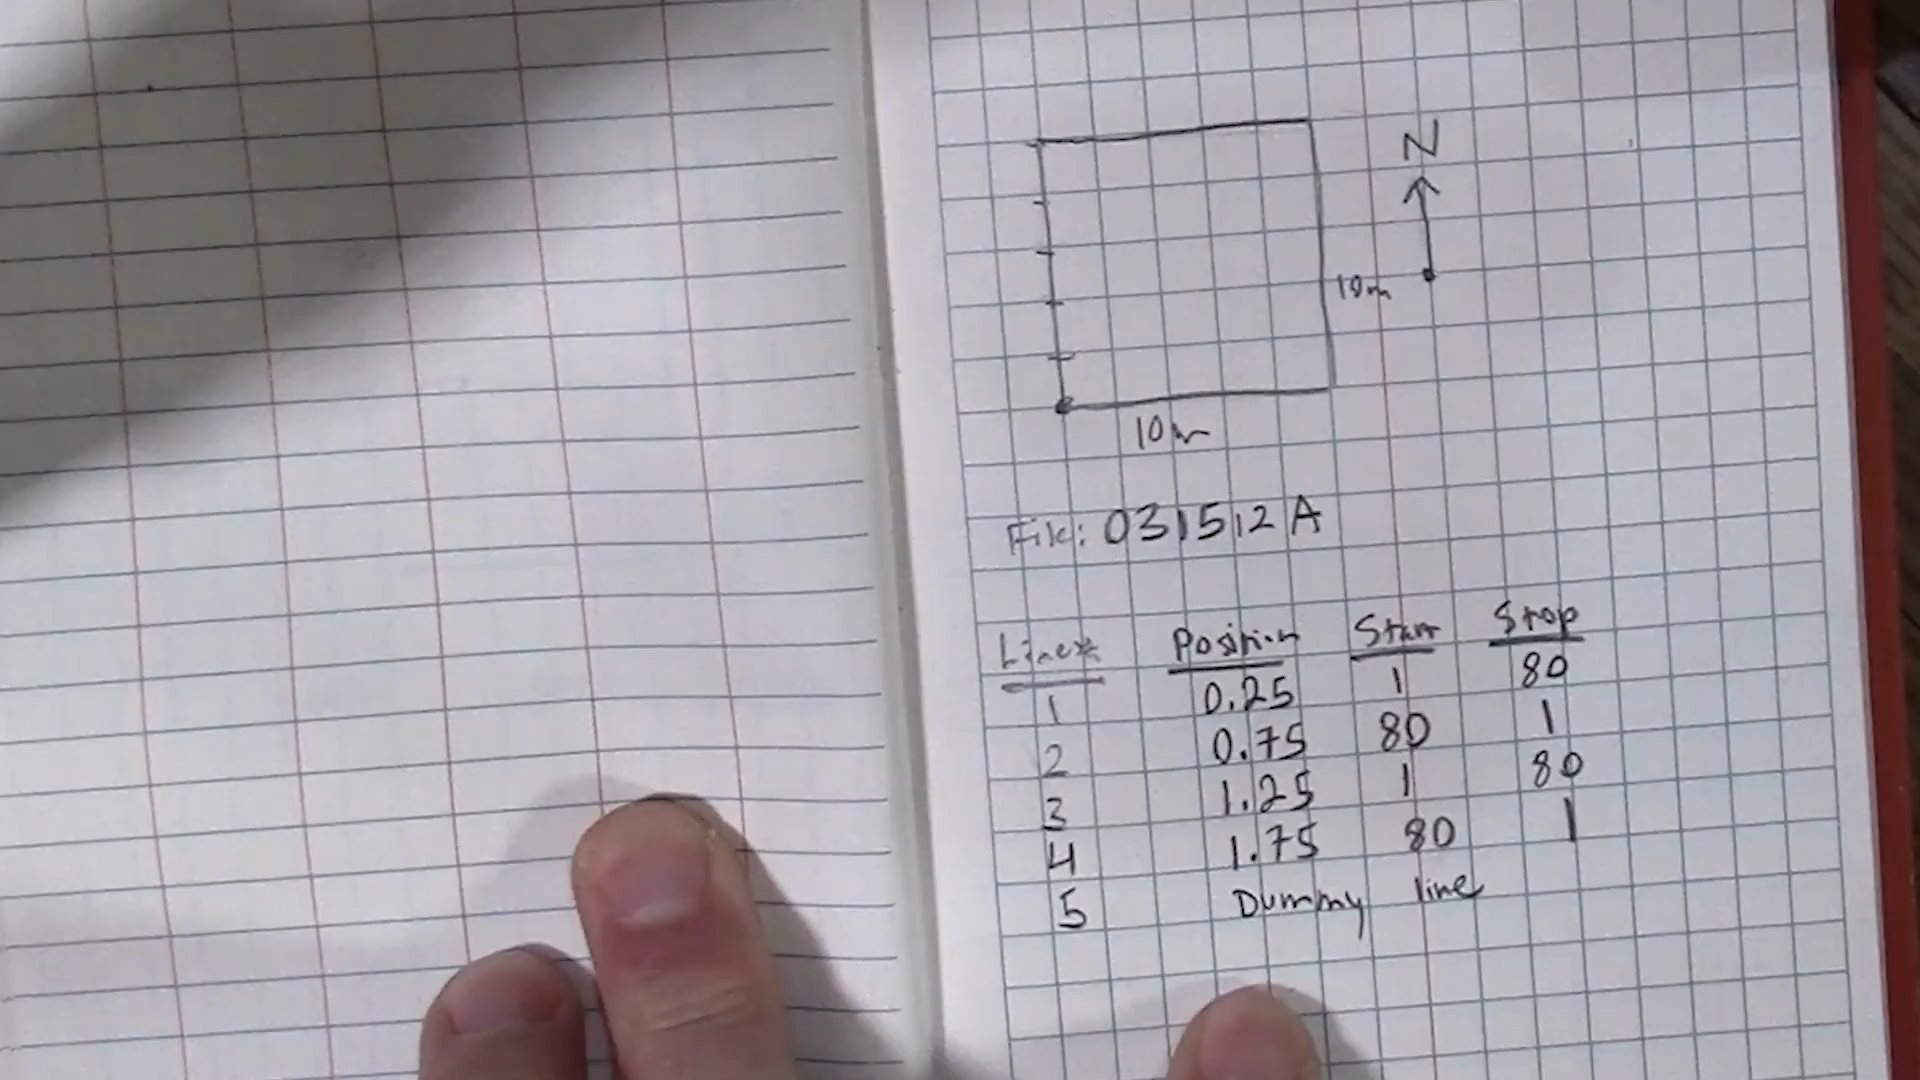 N
10m
10m
File: 031512A
Line# Position Start Stop
1 0.25 1 80
2 0.75 80 1
3 1.25 1 80
4 1.75 80 1
5 Dummy line